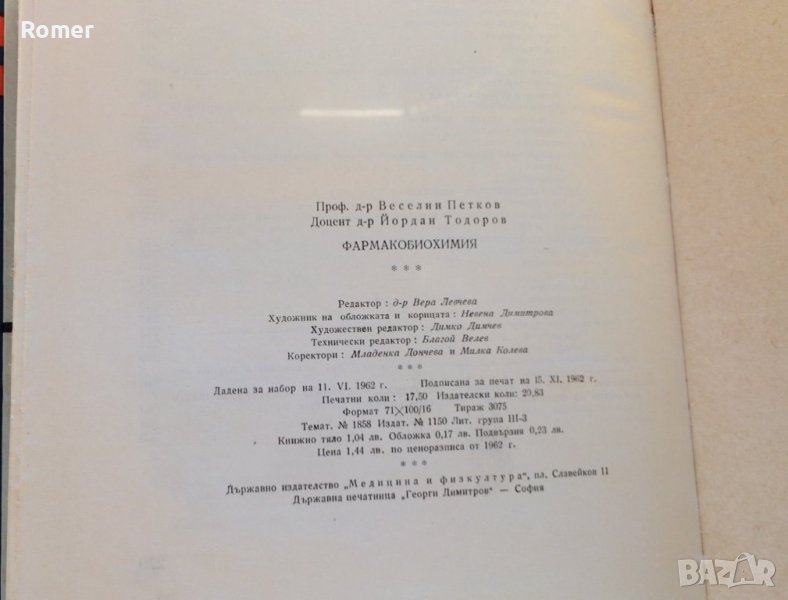 Romer
Проф. д-р Веселин Петков
Доцент д-р Йордан Тодоров
ФАРМАКОБИОХИМИЯ
* * *
Редактор : д-р Вера Левчева
Художник на обложката и корицата : Невена Димитрова
Художествен редактор : Димко Димчев
Технически редактор : Благой Велев
Коректори : Младенка Дончева и Милка Колева
* * *
Дадена за набор на 11. VI. 1962 г. Подписана за печат на 15. XI. 1962 г.
Печатни коли : 17,50 Издателски коли: 20,83
Формат 71×100/16 Тираж 3075
Темат. № 1858 Издат. № 1150 Лит. група III-3
Книжно тяло 1,04 лв. Обложка 0,17 лв. Подвързия 0,23 лв.
Цена 1,44 лв. по ценоразпис от 1962 г.
* * *
Държавно издателство „Медицина и физкултура", пл. Славейков 11
Държавна печатница „Георги Димитров" — София
BAZAR